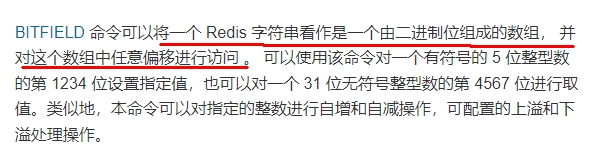 BITFIELD 命令可以将一个 Redis 字符串看作是一个由二进制位组成的数组， 并
对这个数组中任意偏移进行访问 。 可以使用该命令对一个有符号的 5 位整型数
的第 1234 位设置指定值，也可以对一个 31 位无符号整型数的第 4567 位进行取
值。类似地，本命令可以对指定的整数进行自增和自减操作，可配置的上溢和下
溢处理操作。